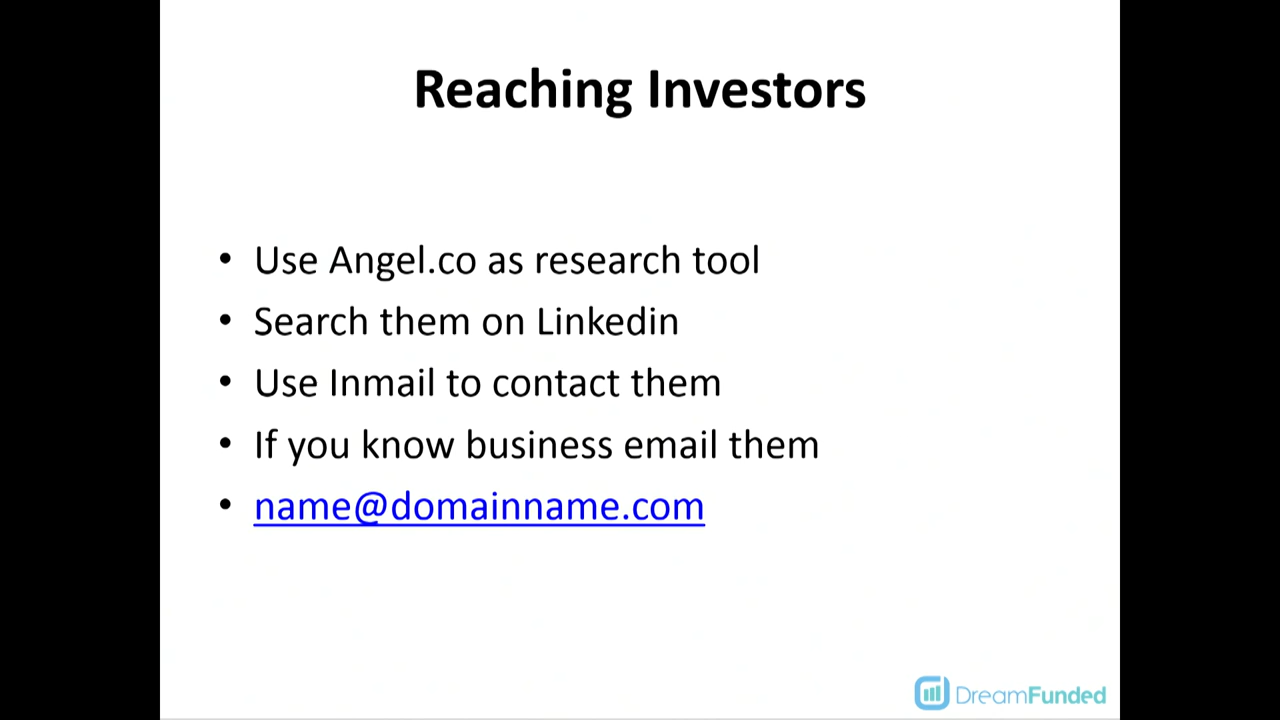 Reaching Investors
• Use Angel.co as research tool
• Search them on Linkedin
• Use Inmail to contact them
• If you know business email them
• name@domainname.com
DreamFunded